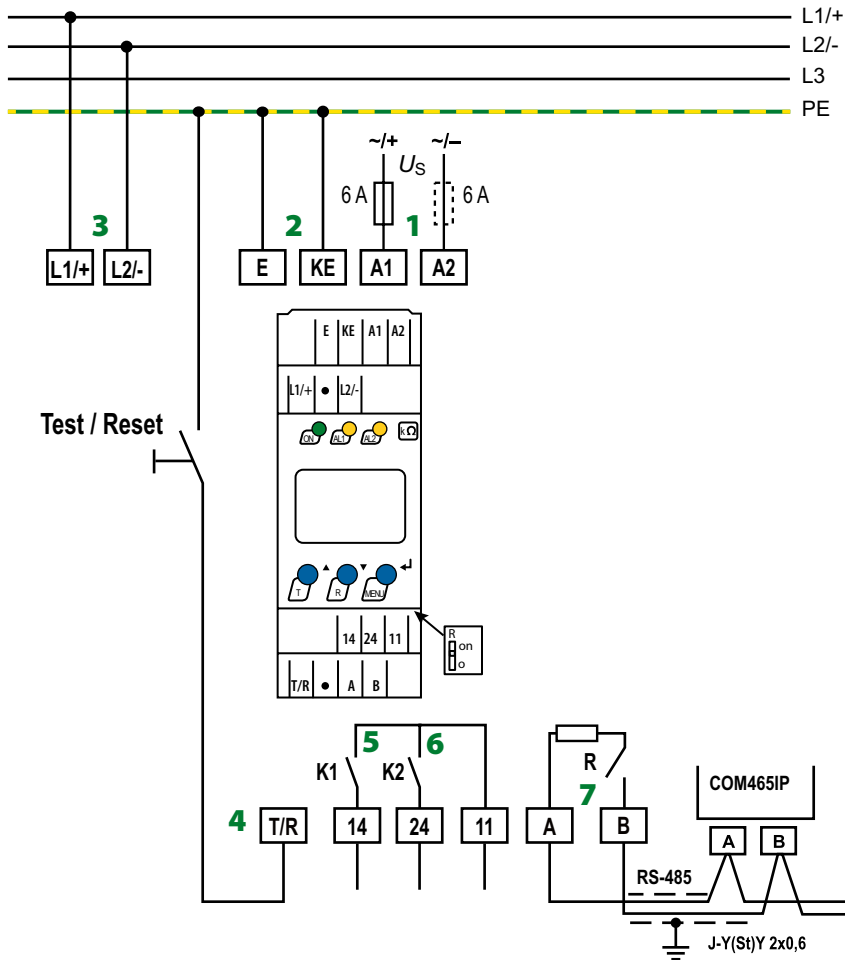 L1/+
L2/-
L3
PE
~/+ ~/–
US
6 A 6 A
3 2 1
L1/+ L2/- E KE A1 A2
E KE A1 A2
L1/+ • L2/-
Test / Reset
ON AL1 AL2 kΩ
T R MENU
14 24 11
R
on
o
T/R • A B
5 6
K1 K2 R
7
COM465IP
4 T/R 14 24 11 A B
A B
RS-485
J-Y(St)Y 2x0,6